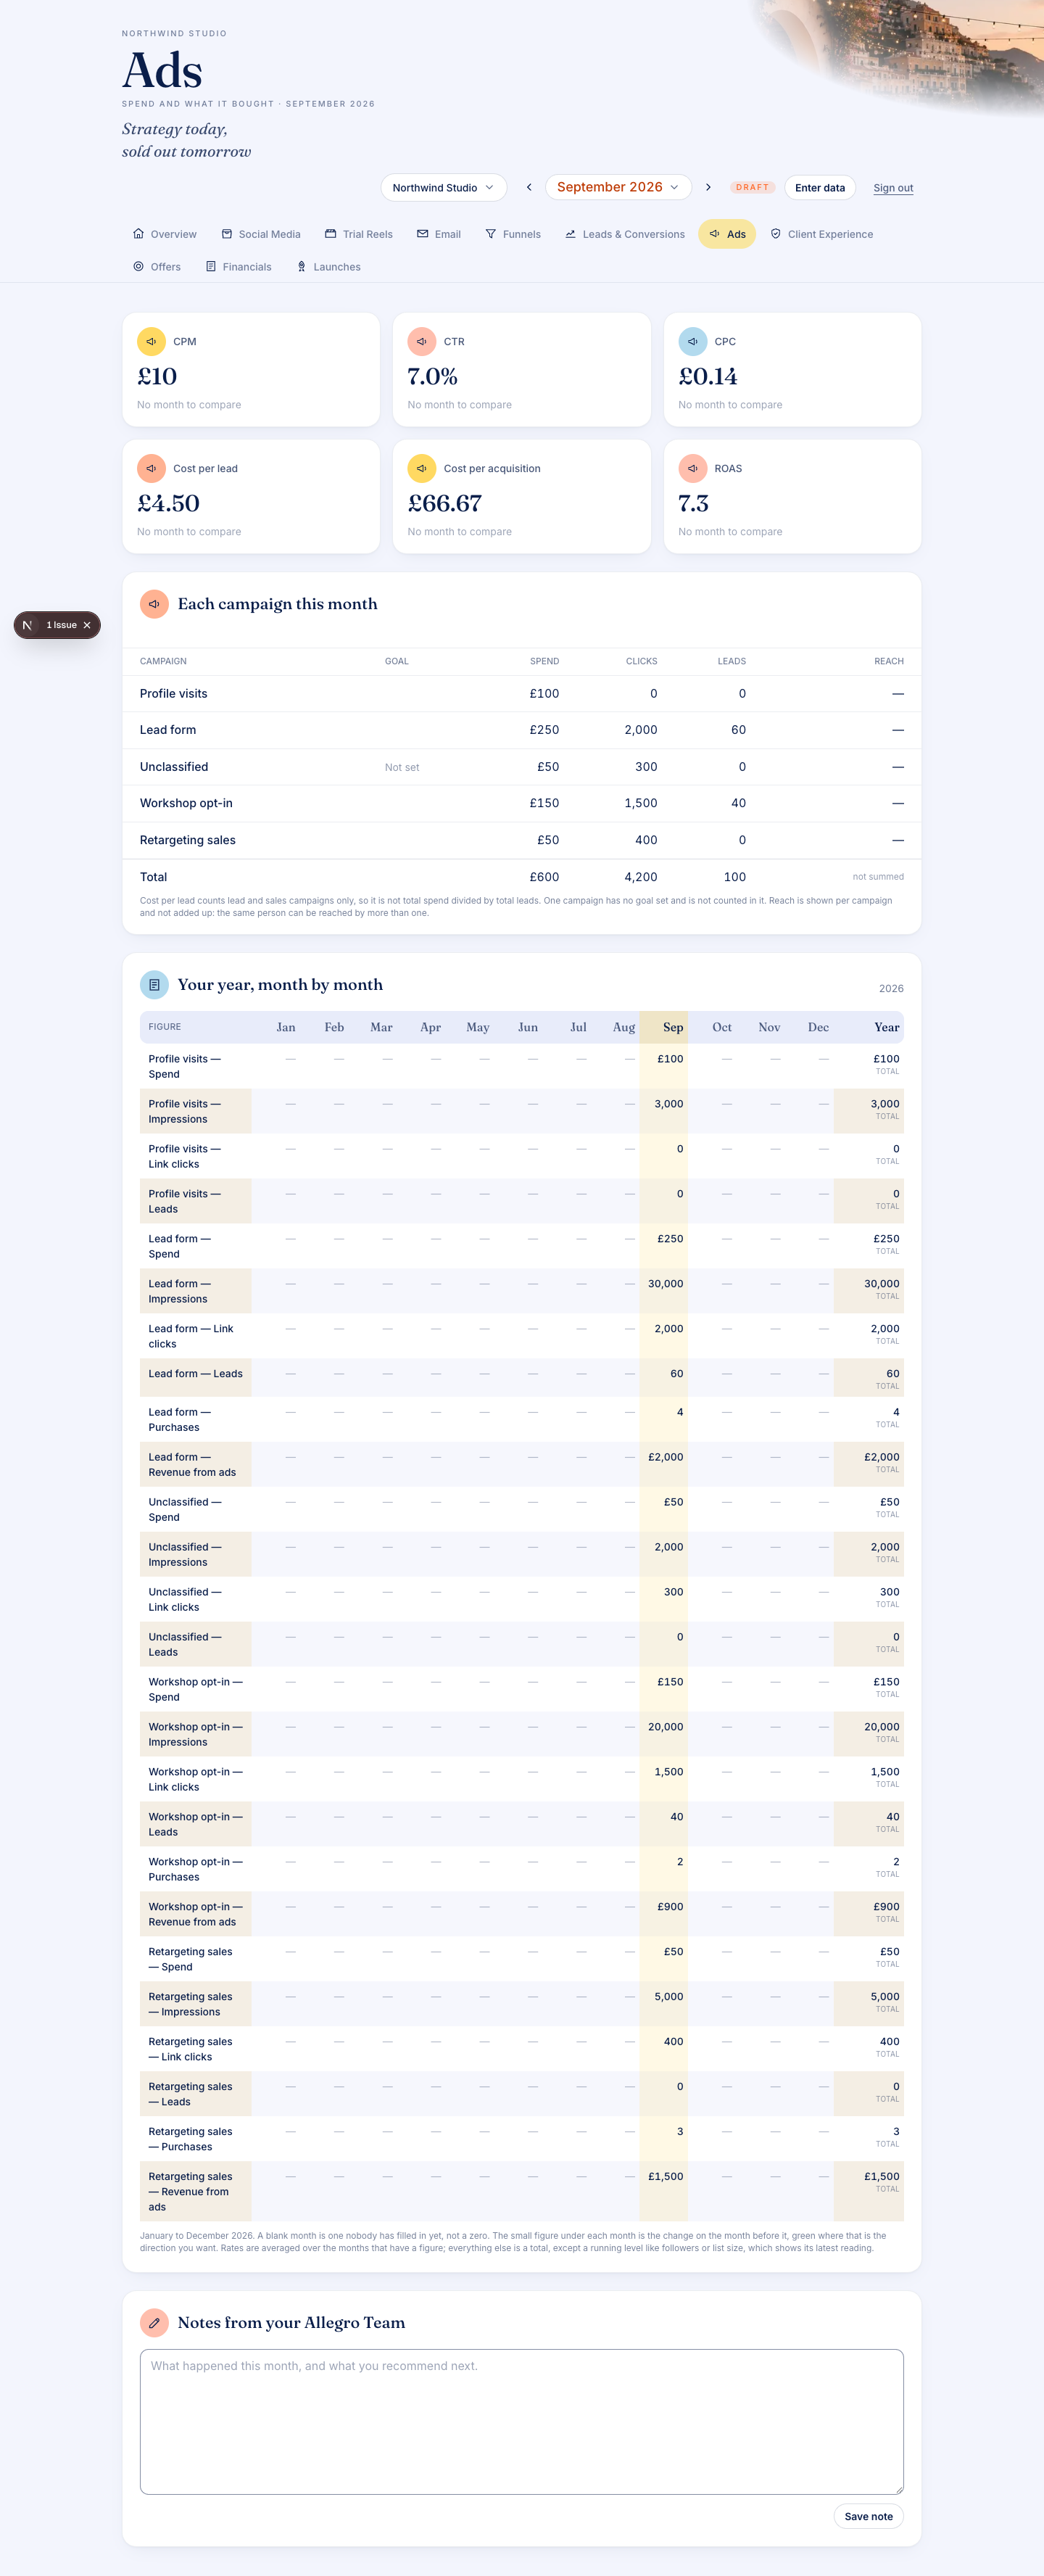 NORTHWIND STUDIO
Ads
SPEND AND WHAT IT BOUGHT · SEPTEMBER 2026
Strategy today,
sold out tomorrow
Northwind Studio
September 2026
DRAFT
Enter data
Sign out
Overview
Social Media
Trial Reels
Email
Funnels
Leads & Conversions
Ads
Client Experience
Offers
Financials
Launches
CPM
£10
No month to compare
CTR
7.0%
No month to compare
CPC
£0.14
No month to compare
Cost per lead
£4.50
No month to compare
Cost per acquisition
£66.67
No month to compare
ROAS
7.3
No month to compare
N 1 Issue
Each campaign this month
CAMPAIGN GOAL SPEND CLICKS LEADS REACH
Profile visits £100 0 0 —
Lead form £250 2,000 60 —
Unclassified Not set £50 300 0 —
Workshop opt-in £150 1,500 40 —
Retargeting sales £50 400 0 —
Total £600 4,200 100 not summed
Cost per lead counts lead and sales campaigns only, so it is not total spend divided by total leads. One campaign has no goal set and is not counted in it. Reach is shown per campaign
and not added up: the same person can be reached by more than one.
Your year, month by month
2026
FIGURE Jan Feb Mar Apr May Jun Jul Aug Sep Oct Nov Dec Year
Profile visits — — — — — — — — — £100 — — — £100
Spend TOTAL
Profile visits — — — — — — — — — 3,000 — — — 3,000
Impressions TOTAL
Profile visits — — — — — — — — — 0 — — — 0
Link clicks TOTAL
Profile visits — — — — — — — — — 0 — — — 0
Leads TOTAL
Lead form — — — — — — — — — £250 — — — £250
Spend TOTAL
Lead form — — — — — — — — — 30,000 — — — 30,000
Impressions TOTAL
Lead form — Link — — — — — — — — 2,000 — — — 2,000
clicks TOTAL
Lead form — Leads — — — — — — — — 60 — — — 60
TOTAL
Lead form — — — — — — — — — 4 — — — 4
Purchases TOTAL
Lead form — — — — — — — — — £2,000 — — — £2,000
Revenue from ads TOTAL
Unclassified — — — — — — — — — £50 — — — £50
Spend TOTAL
Unclassified — — — — — — — — — 2,000 — — — 2,000
Impressions TOTAL
Unclassified — — — — — — — — — 300 — — — 300
Link clicks TOTAL
Unclassified — — — — — — — — — 0 — — — 0
Leads TOTAL
Workshop opt-in — — — — — — — — — £150 — — — £150
Spend TOTAL
Workshop opt-in — — — — — — — — — 20,000 — — — 20,000
Impressions TOTAL
Workshop opt-in — — — — — — — — — 1,500 — — — 1,500
Link clicks TOTAL
Workshop opt-in — — — — — — — — — 40 — — — 40
Leads TOTAL
Workshop opt-in — — — — — — — — — 2 — — — 2
Purchases TOTAL
Workshop opt-in — — — — — — — — — £900 — — — £900
Revenue from ads TOTAL
Retargeting sales — — — — — — — — £50 — — — £50
— Spend TOTAL
Retargeting sales — — — — — — — — 5,000 — — — 5,000
— Impressions TOTAL
Retargeting sales — — — — — — — — 400 — — — 400
— Link clicks TOTAL
Retargeting sales — — — — — — — — 0 — — — 0
— Leads TOTAL
Retargeting sales — — — — — — — — 3 — — — 3
— Purchases TOTAL
Retargeting sales — — — — — — — — £1,500 — — — £1,500
— Revenue from TOTAL
ads
January to December 2026. A blank month is one nobody has filled in yet, not a zero. The small figure under each month is the change on the month before it, green where that is the
direction you want. Rates are averaged over the months that have a figure; everything else is a total, except a running level like followers or list size, which shows its latest reading.
Notes from your Allegro Team
What happened this month, and what you recommend next.
Save note